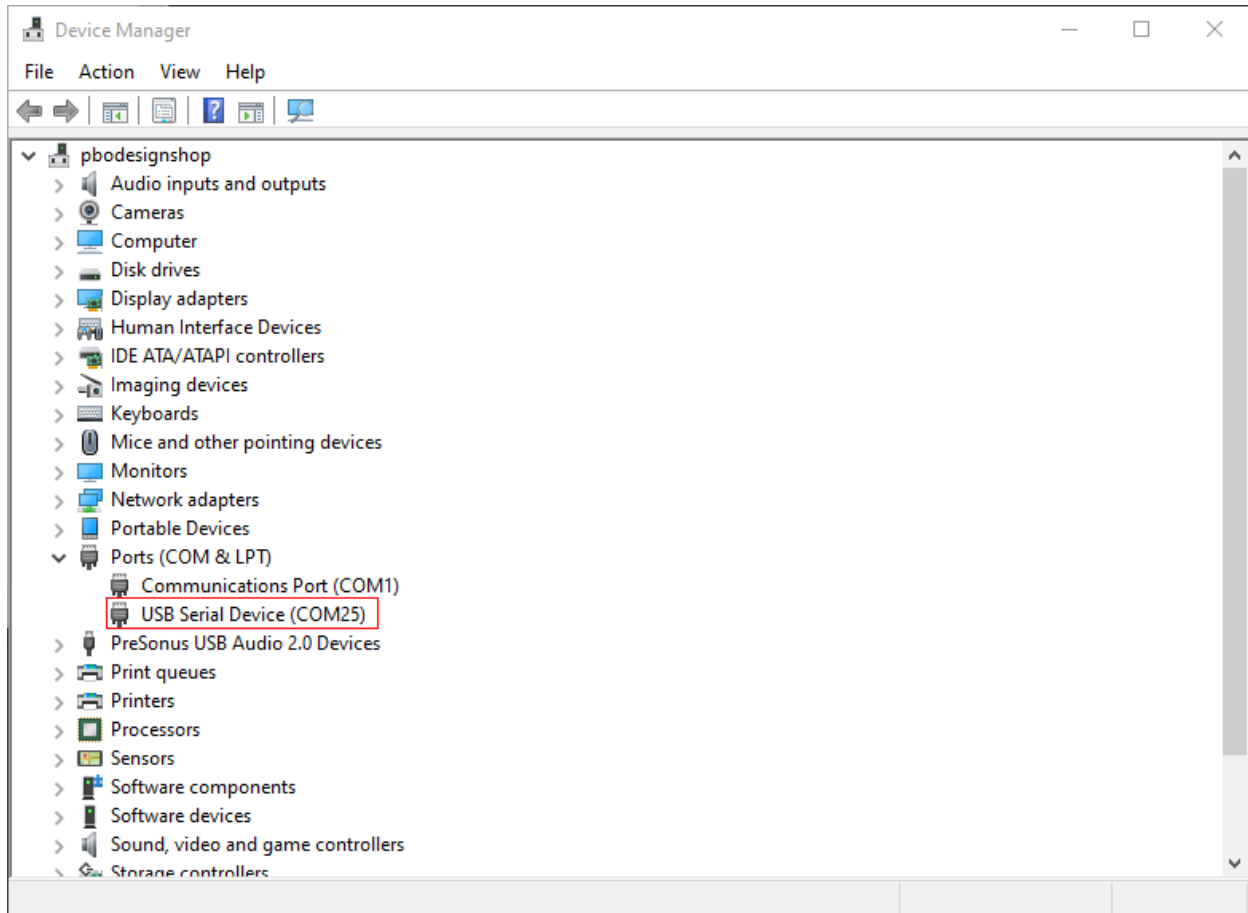 Device Manager
File Action View Help
pbodesignshop
Audio inputs and outputs
Cameras
Computer
Disk drives
Display adapters
Human Interface Devices
IDE ATA/ATAPI controllers
Imaging devices
Keyboards
Mice and other pointing devices
Monitors
Network adapters
Portable Devices
Ports (COM & LPT)
Communications Port (COM1)
USB Serial Device (COM25)
PreSonus USB Audio 2.0 Devices
Print queues
Printers
Processors
Sensors
Software components
Software devices
Sound, video and game controllers
Storage controllers